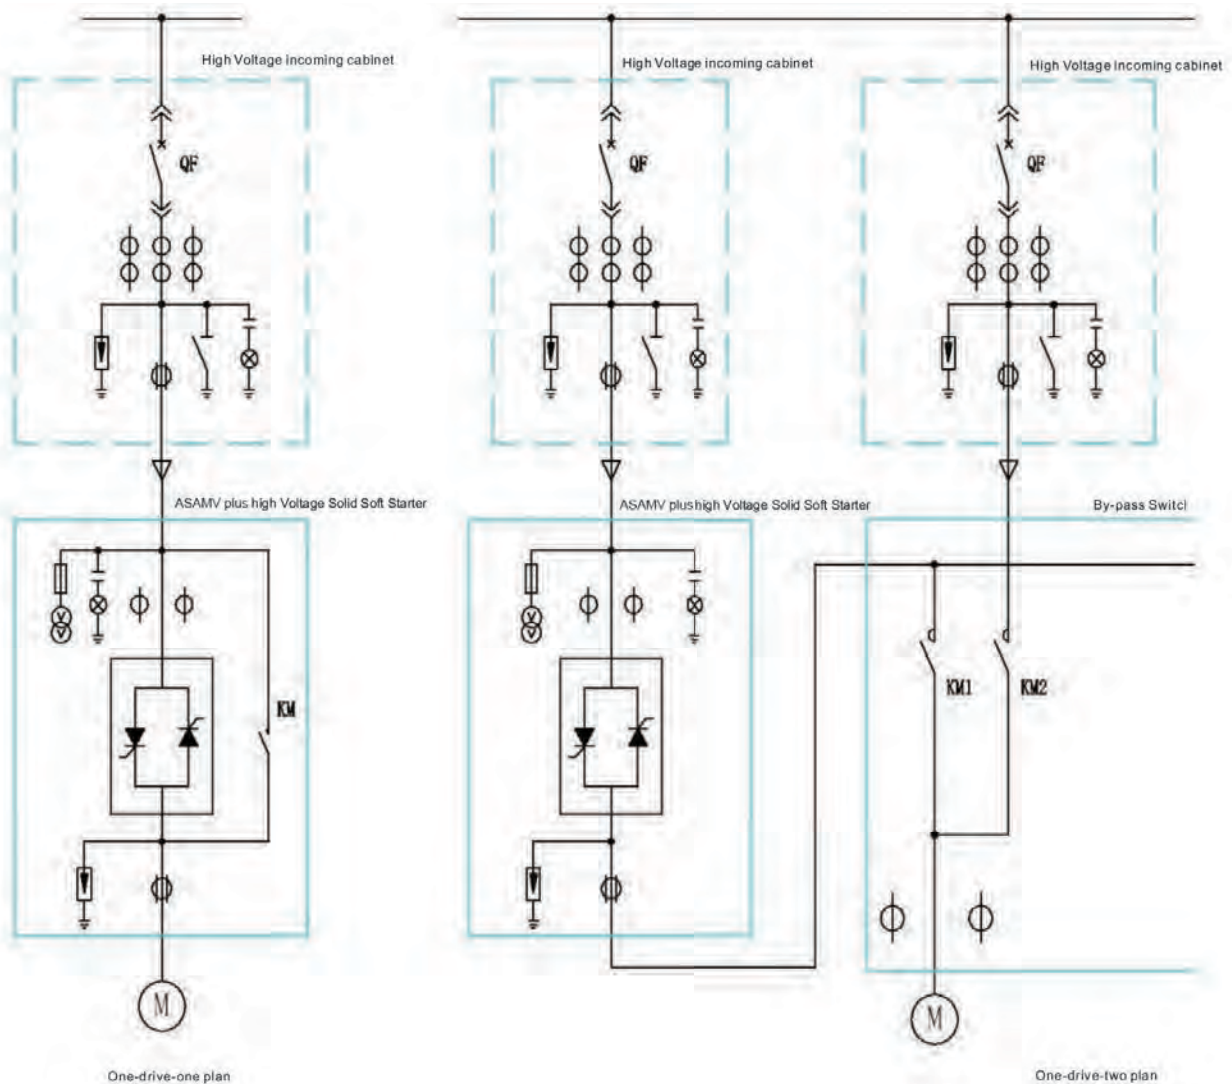 High Voltage incoming cabinet
High Voltage incoming cabinet
High Voltage incoming cabinet
QF
QF
QF
ASAMV plus high Voltage Solid Soft Starter
ASAMV plus high Voltage Solid Soft Starter
By-pass Switcl
V
V
V
V
KM
KM1
KM2
M
M
One-drive-one plan
One-drive-two plan